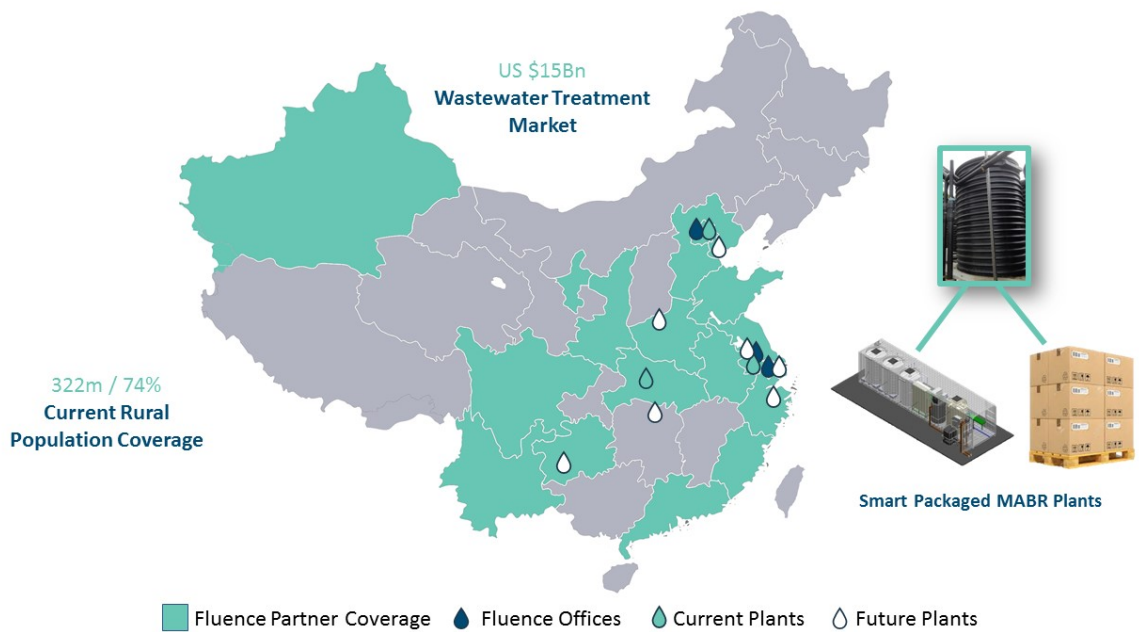 US $15Bn
Wastewater Treatment
Market
322m / 74%
Current Rural
Population Coverage
Smart Packaged MABR Plants
Fluence Partner Coverage
Fluence Offices
Current Plants
Future Plants